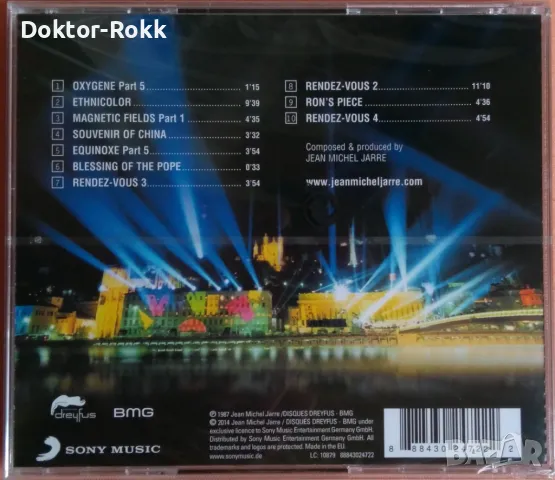 Doktor-Rokk
1 OXYGENE Part 5 1'15
2 ETHNICOLOR 9'39
3 MAGNETIC FIELDS Part 1 4'35
4 SOUVENIR OF CHINA 3'32
5 EQUINOXE Part 5 3'54
6 BLESSING OF THE POPE 0'33
7 RENDEZ-VOUS 3 3'54
8 RENDEZ-VOUS 2 11'10
9 RON'S PIECE 4'36
10 RENDEZ-VOUS 4 4'54
Composed & produced by
JEAN MICHEL JARRE
www.jeanmicheljarre.com
dreyfus
BMG
SONY MUSIC
℗ 1987 Jean Michel Jarre / DISQUES DREYFUS - BMG
© 2014 Jean Michel Jarre / DISQUES DREYFUS - BMG under
exclusive licence to Sony Music Entertainment Germany GmbH.
Distributed by Sony Music Entertainment Germany GmbH. All
trademarks and logos are protected. Made in the EU.
www.sonymusic.de LC: 10879 88843024722
8 88430 24722 2